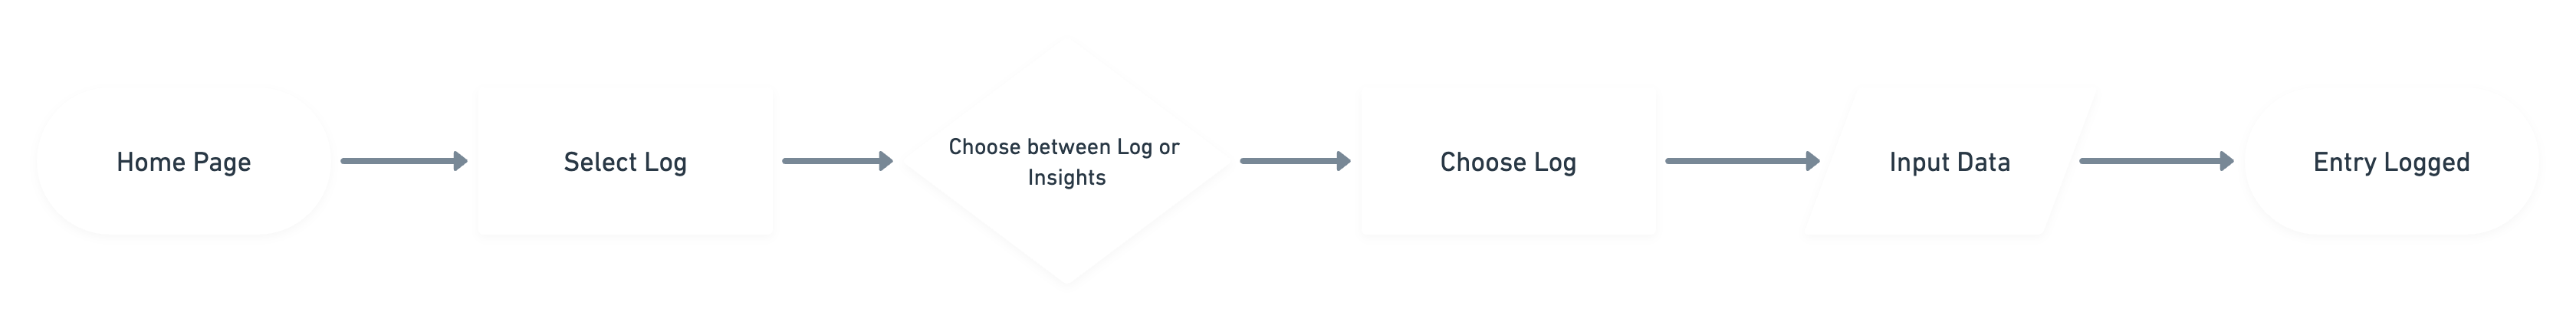 Home Page
Select Log
Choose between Log or
Insights
Choose Log
Input Data
Entry Logged